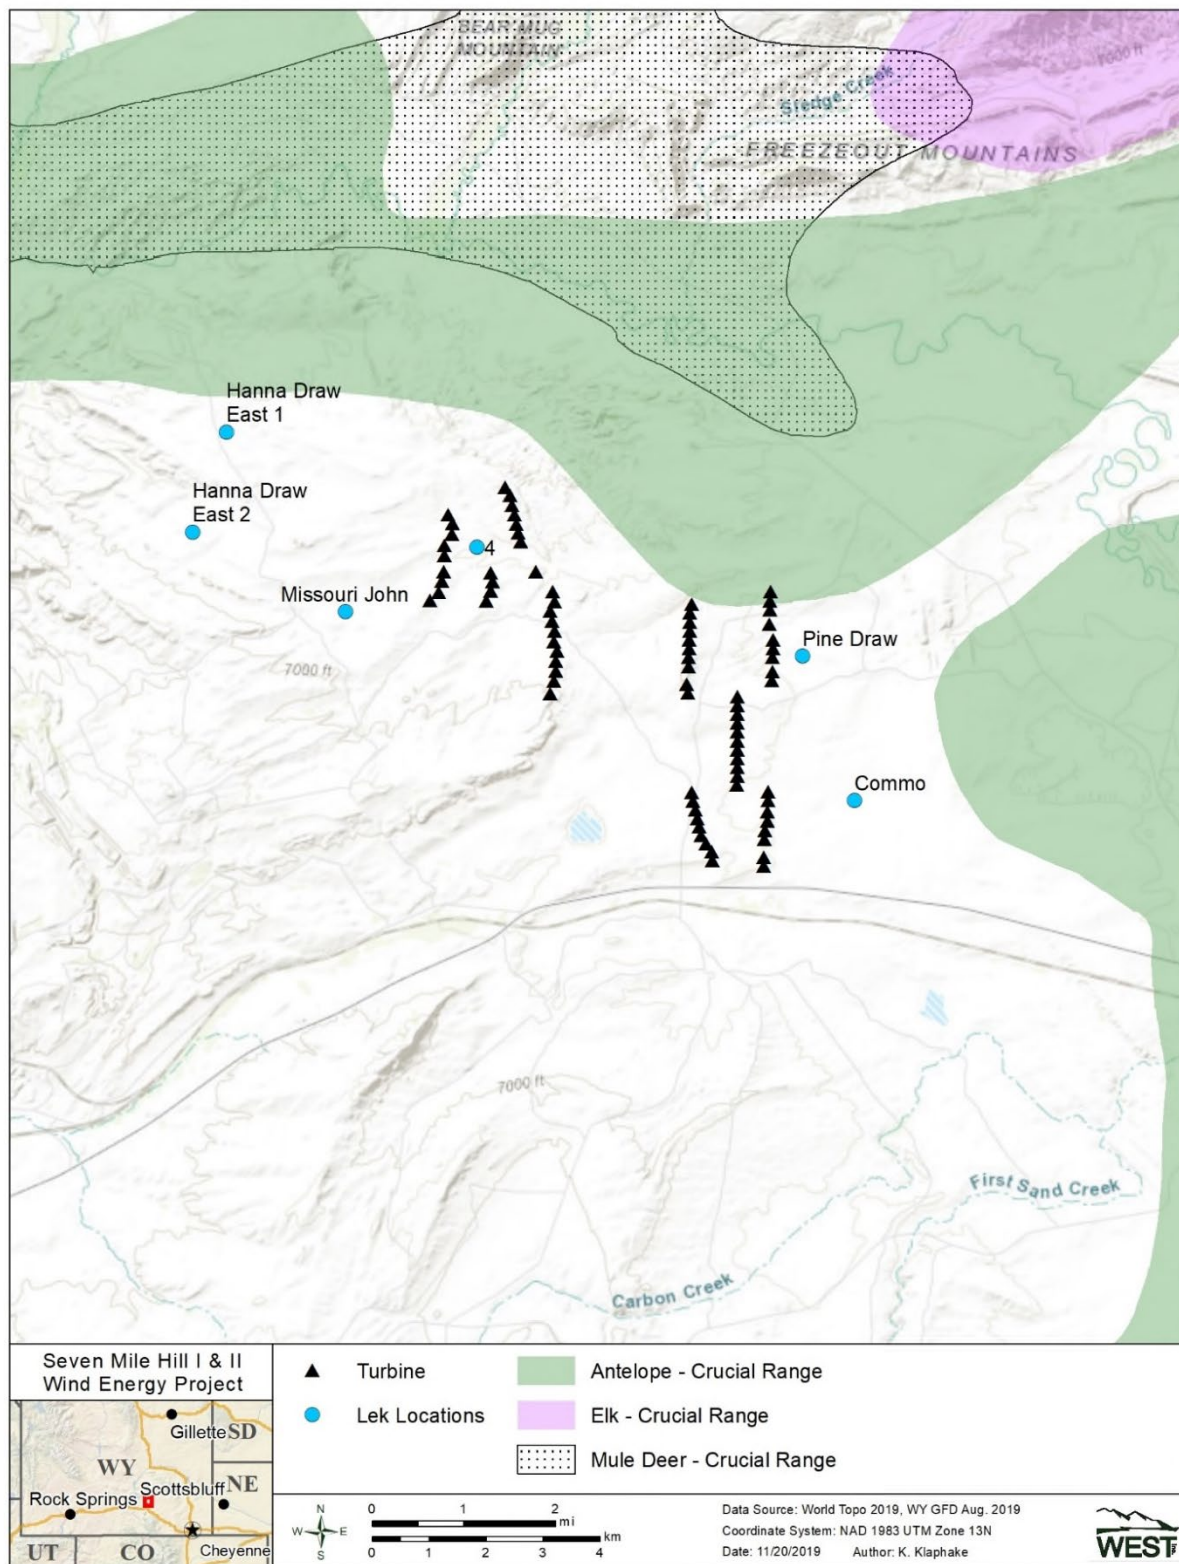 BEAR MUG
MOUNTAIN
7000 ft
Sledge Creek
FREEZEOUT MOUNTAINS
Hanna Draw
East 1
Hanna Draw
East 2
4
Missouri John
Pine Draw
7000 ft
Commo
7000 ft
First Sand Creek
Carbon Creek
Seven Mile Hill I & II
Wind Energy Project
Gillette
SD
WY
Scottsbluff
NE
Rock Springs
UT
CO
Cheyenne
Turbine
Lek Locations
Antelope - Crucial Range
Elk - Crucial Range
Mule Deer - Crucial Range
N
W
E
S
0 1 2
mi
km
0 1 2 3 4
Data Source: World Topo 2019, WY GFD Aug. 2019
Coordinate System: NAD 1983 UTM Zone 13N
Date: 11/20/2019 Author: K. Klaphake
WEST